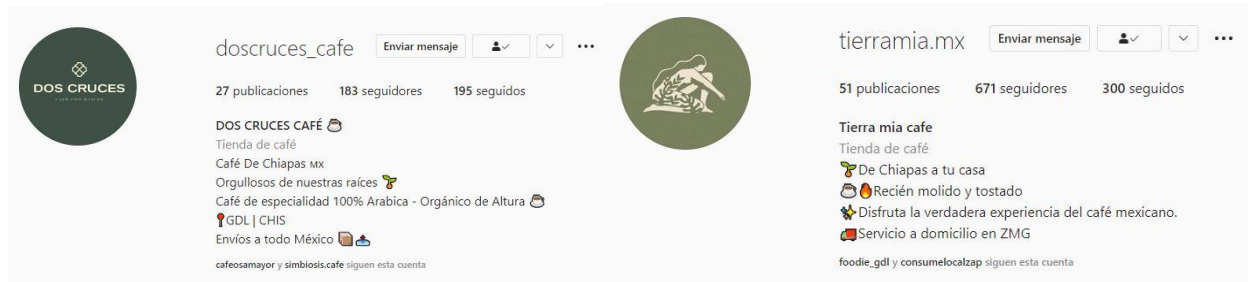 DOS CRUCES
doscruces_cafe
Enviar mensaje
27 publicaciones 183 seguidores 195 seguidos
DOS CRUCES CAFÉ ☕
Tienda de café
Café De Chiapas MX
Orgullosos de nuestras raíces 🌱
Café de especialidad 100% Arabica - Orgánico de Altura ☕
📍GDL | CHIS
Envíos a todo México 📦📤
cafeosamayor y simbiosis.cafe siguen esta cuenta
tierramia.mx
Enviar mensaje
51 publicaciones 671 seguidores 300 seguidos
Tierra mia cafe
Tienda de café
🌱De Chiapas a tu casa
☕🔥Recién molido y tostado
✨Disfruta la verdadera experiencia del café mexicano.
🚚Servicio a domicilio en ZMG
foodie_gdl y consumelocalzap siguen esta cuenta